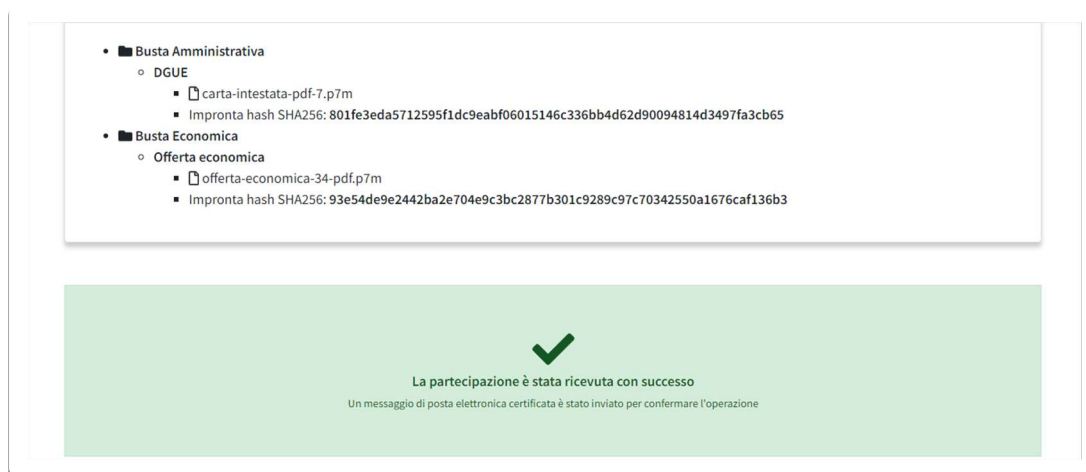 Busta Amministrativa
DGUE
carta-intestata-pdf-7.p7m
Impronta hash SHA256: 801fe3eda5712595f1dc9eabf06015146c336bb4d62d90094814d3497fa3cb65
Busta Economica
Offerta economica
offerta-economica-34-pdf.p7m
Impronta hash SHA256: 93e54de9e2442ba2e704e9c3bc2877b301c9289c97c70342550a1676caf136b3
La partecipazione è stata ricevuta con successo
Un messaggio di posta elettronica certificata è stato inviato per confermare l'operazione